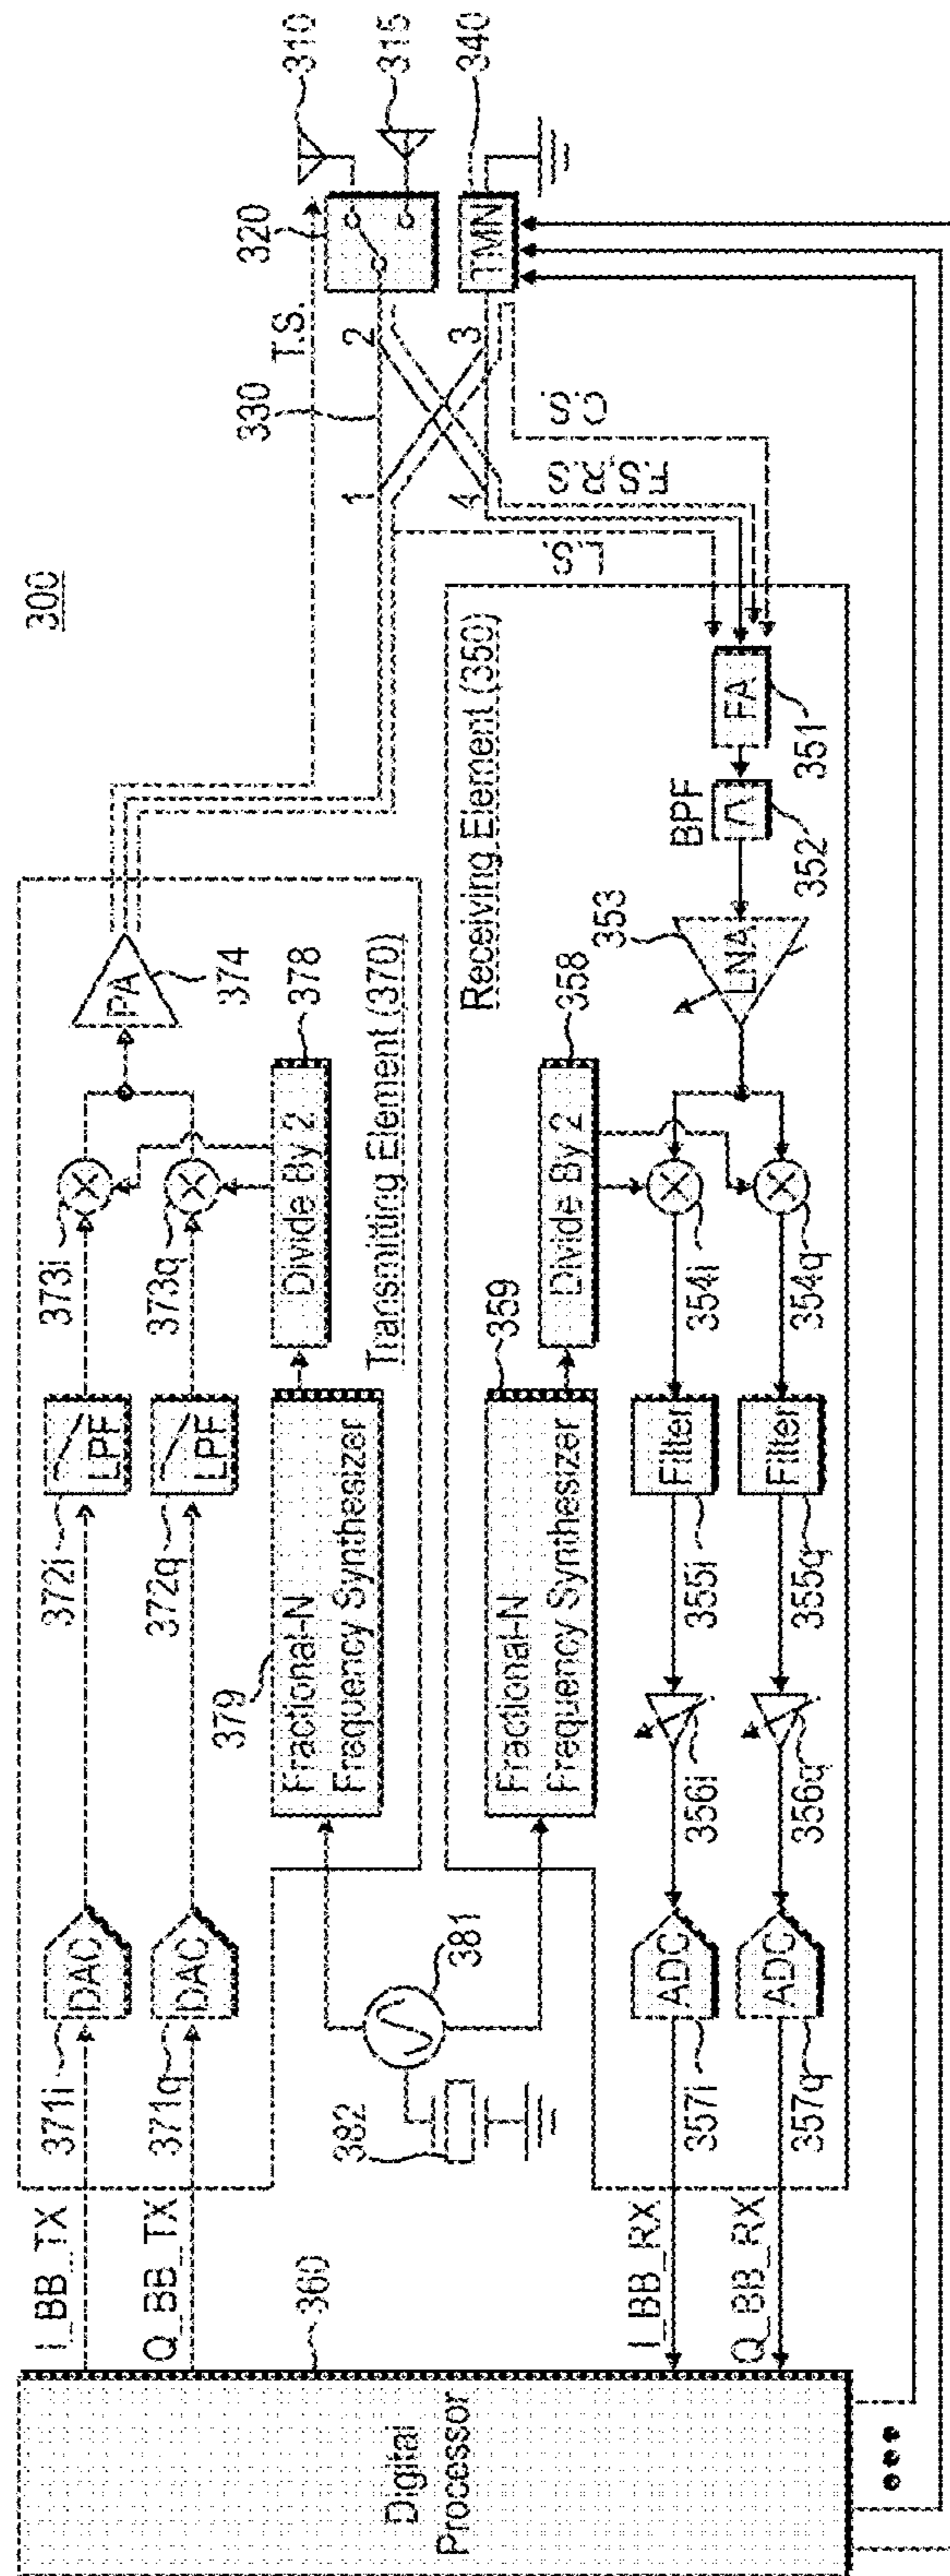 300
Digital
Processor
360
I_BB_TX
Q_BB_TX
371i
DAC
371q
DAC
372i
LPF
372q
LPF
373i
373q
PA
374
379
Fractional-N
Frequency Synthesizer
Divide By 2
378
Transmitting Element (370)
382
381
Receiving Element (350)
Fractional-N
Frequency Synthesizer
359
Divide By 2
358
I_BB_RX
Q_BB_RX
ADC
357i
ADC
357q
356i
356q
Filter
355i
Filter
355q
354i
354q
353
LNA
BPF
352
FA
351
L.S.
F.S,R.S
C.S.
T.S.
330
1
2
3
4
320
310
315
TMN
340